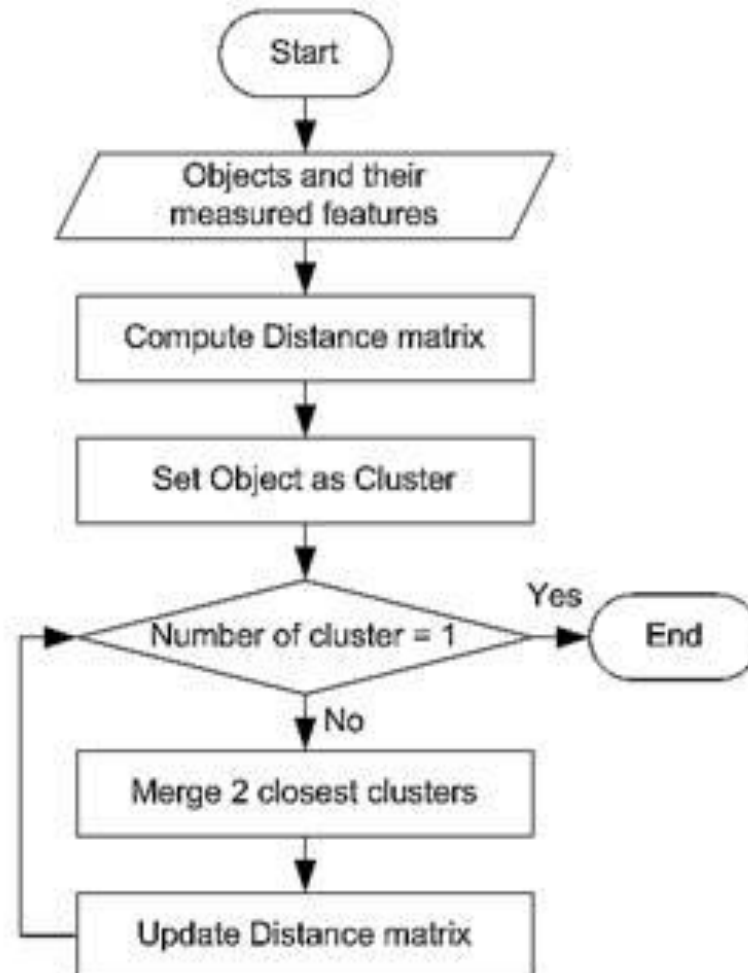 Start
Objects and their
measured features
Compute Distance matrix
Set Object as Cluster
Number of cluster = 1
Yes
End
No
Merge 2 closest clusters
Update Distance matrix